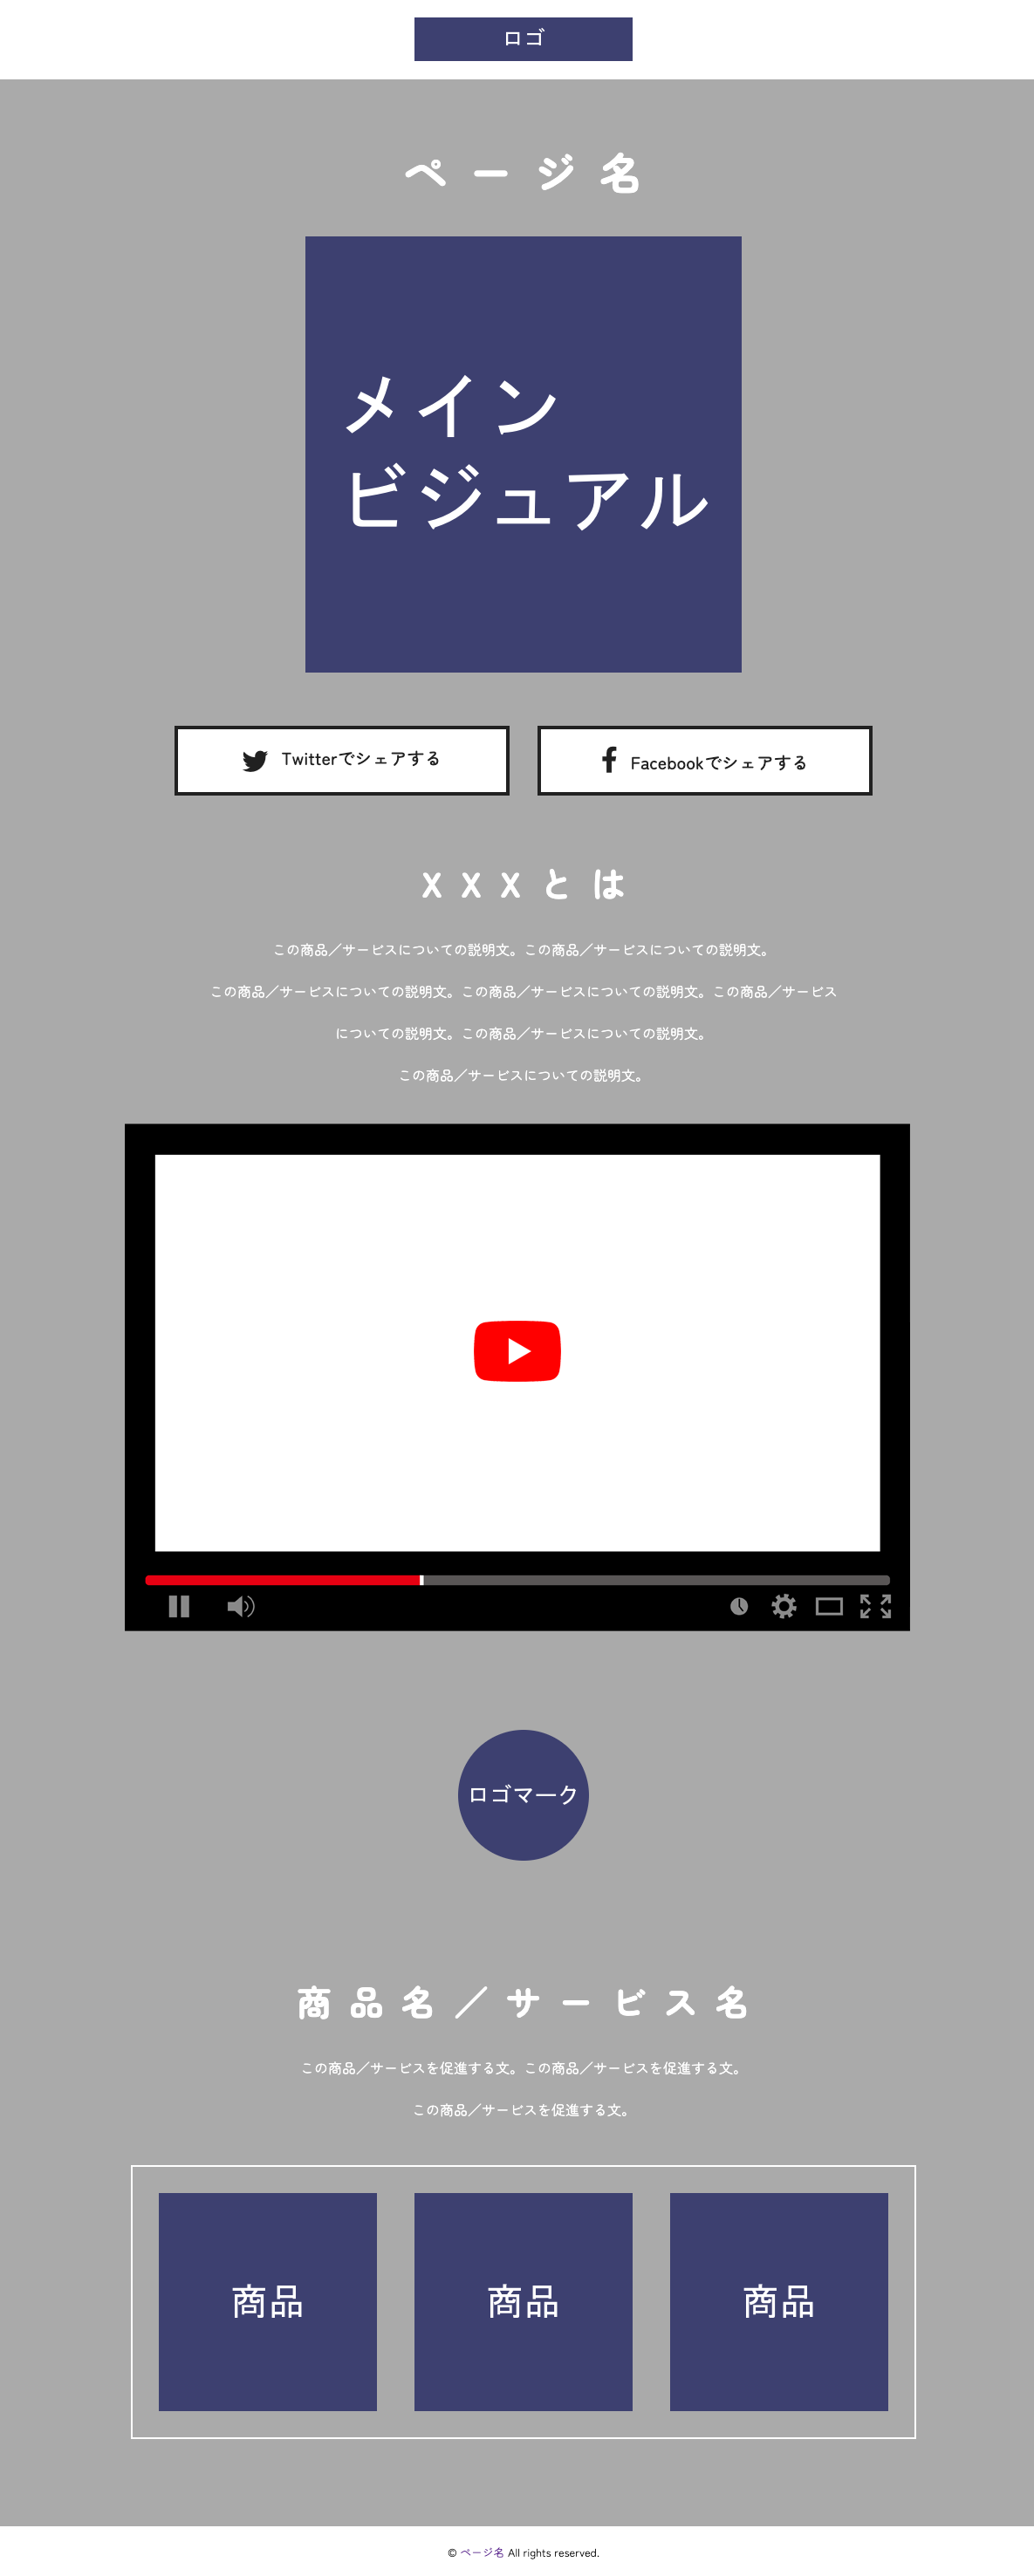 ロゴ
ページ名
メイン
ビジュアル
Twitterでシェアする
Facebookでシェアする
XXXとは
この商品／サービスについての説明文。この商品／サービスについての説明文。
この商品／サービスについての説明文。この商品／サービスについての説明文。この商品／サービス
についての説明文。この商品／サービスについての説明文。
この商品／サービスについての説明文。
ロゴマーク
商品名／サービス名
この商品／サービスを促進する文。この商品／サービスを促進する文。
この商品／サービスを促進する文。
商品
商品
商品
© ページ名 All rights reserved.